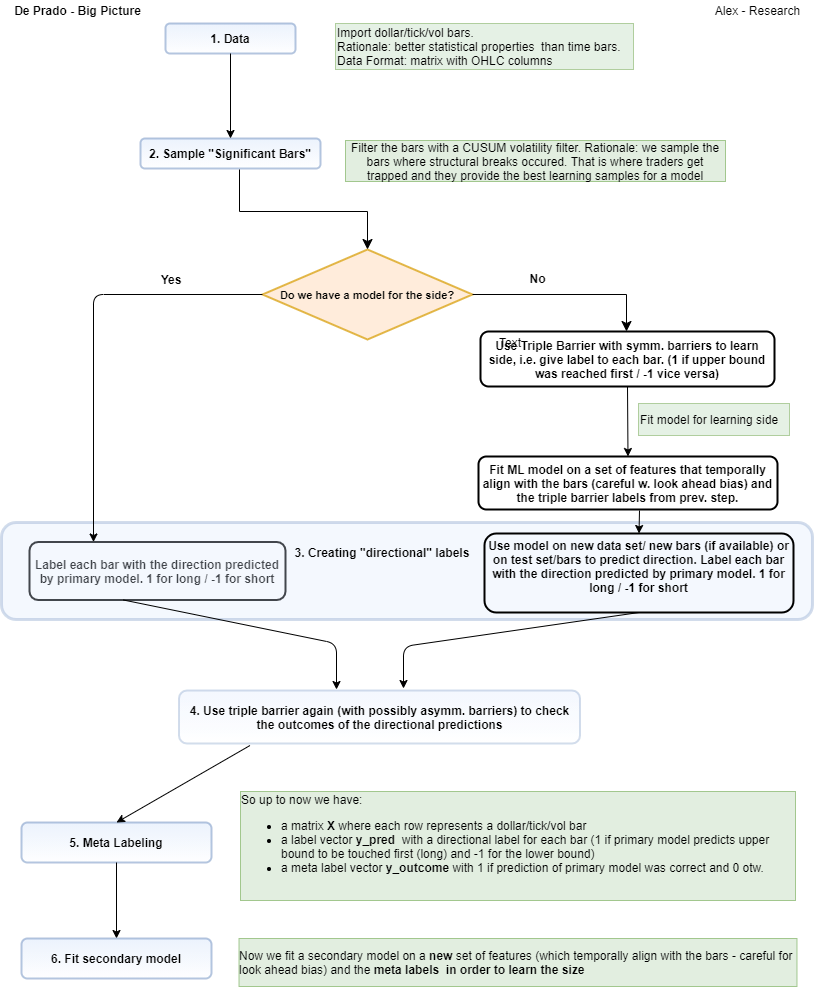 De Prado - Big Picture
Alex - Research
1. Data
Import dollar/tick/vol bars.
Rationale: better statistical properties than time bars.
Data Format: matrix with OHLC columns
2. Sample "Significant Bars"
Filter the bars with a CUSUM volatility filter. Rationale: we sample the
bars where structural breaks occured. That is where traders get
trapped and they provide the best learning samples for a model
Yes
No
Do we have a model for the side?
Text
Use Triple Barrier with symm. barriers to learn
side, i.e. give label to each bar. (1 if upper bound
was reached first / -1 vice versa)
Fit model for learning side
Fit ML model on a set of features that temporally
align with the bars (careful w. look ahead bias) and
the triple barrier labels from prev. step.
3. Creating "directional" labels
Label each bar with the direction predicted
by primary model. 1 for long / -1 for short
Use model on new data set/ new bars (if available) or
on test set/bars to predict direction. Label each bar
with the direction predicted by primary model. 1 for
long / -1 for short
4. Use triple barrier again (with possibly asymm. barriers) to check
the outcomes of the directional predictions
So up to now we have:
• a matrix X where each row represents a dollar/tick/vol bar
• a label vector y_pred with a directional label for each bar (1 if primary model predicts upper
bound to be touched first (long) and -1 for the lower bound)
• a meta label vector y_outcome with 1 if prediction of primary model was correct and 0 otw.
5. Meta Labeling
6. Fit secondary model
Now we fit a secondary model on a new set of features (which temporally align with the bars - careful for
look ahead bias) and the meta labels in order to learn the size